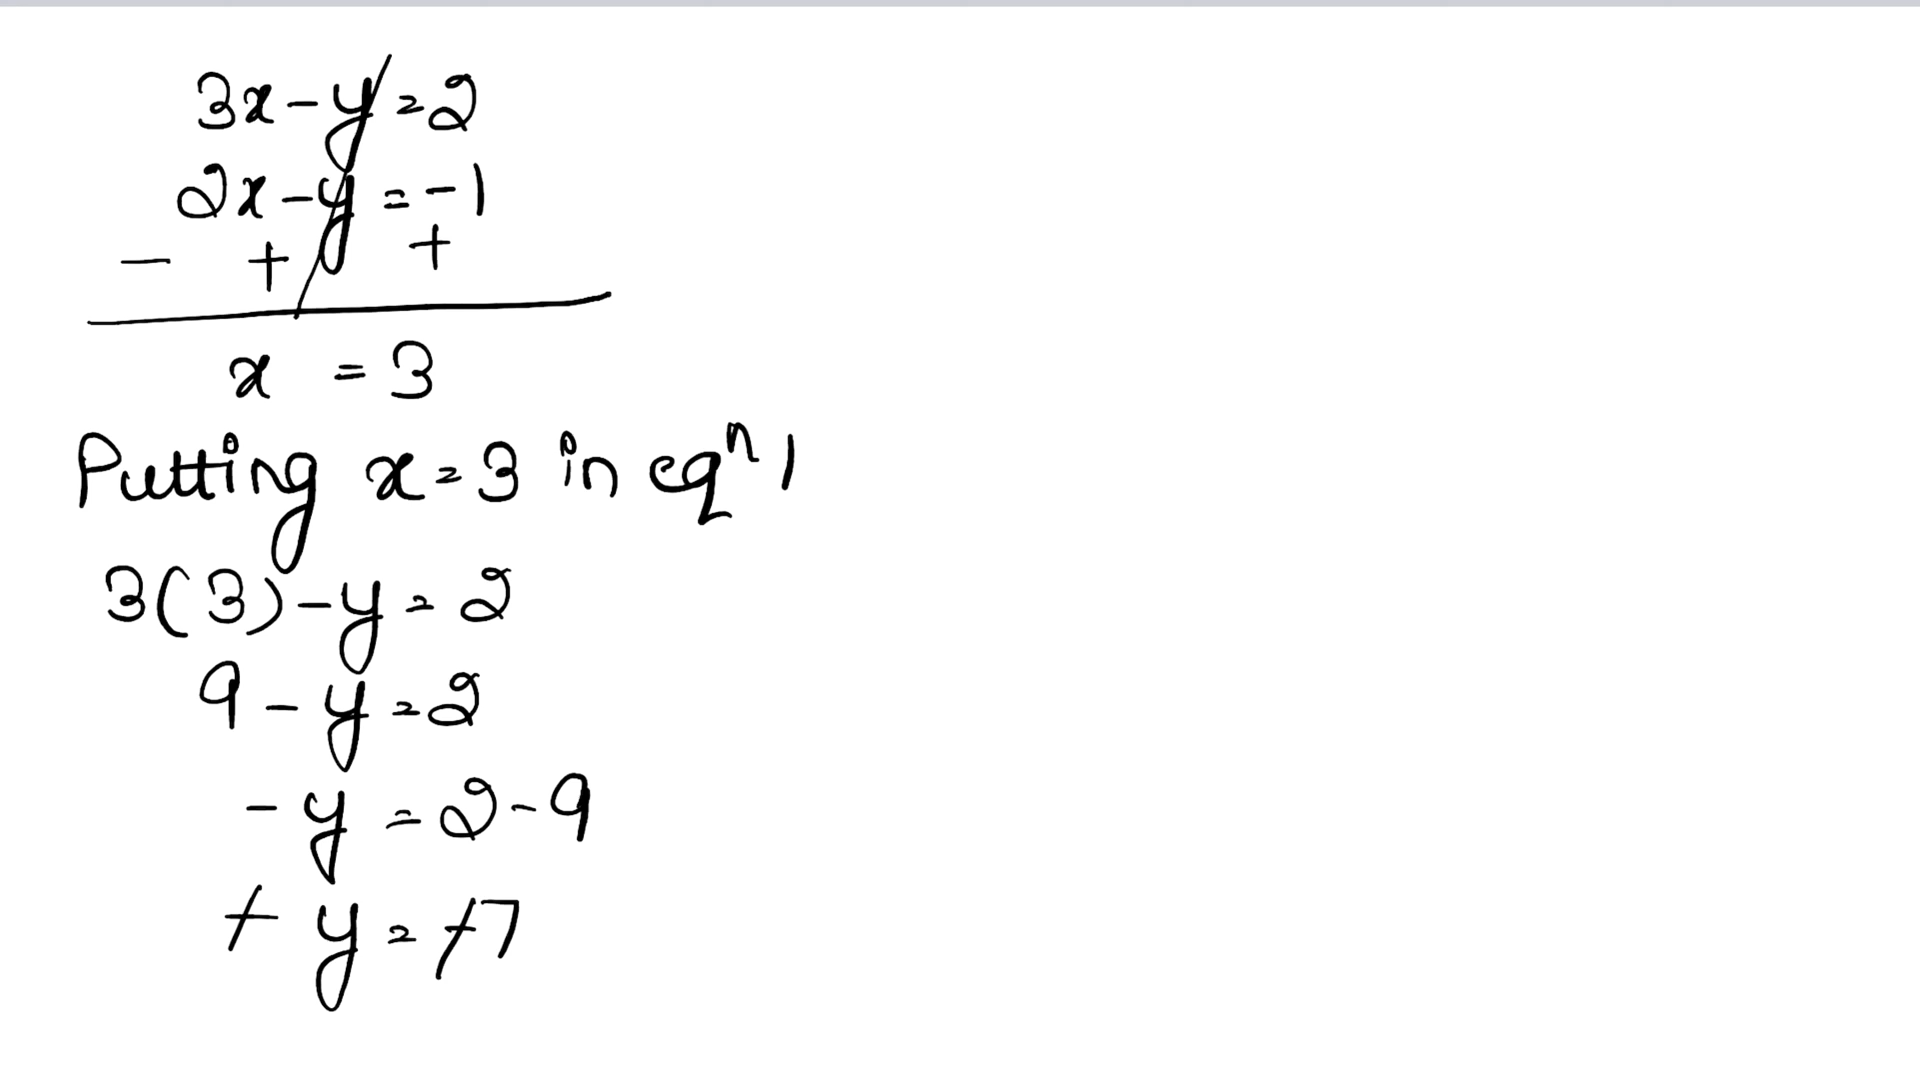 3x-y=2
2x-y=-1
- + +
x = 3
Putting x=3 in eqⁿ 1
3(3)-y=2
9-y=2
-y=2-9
-y=-7